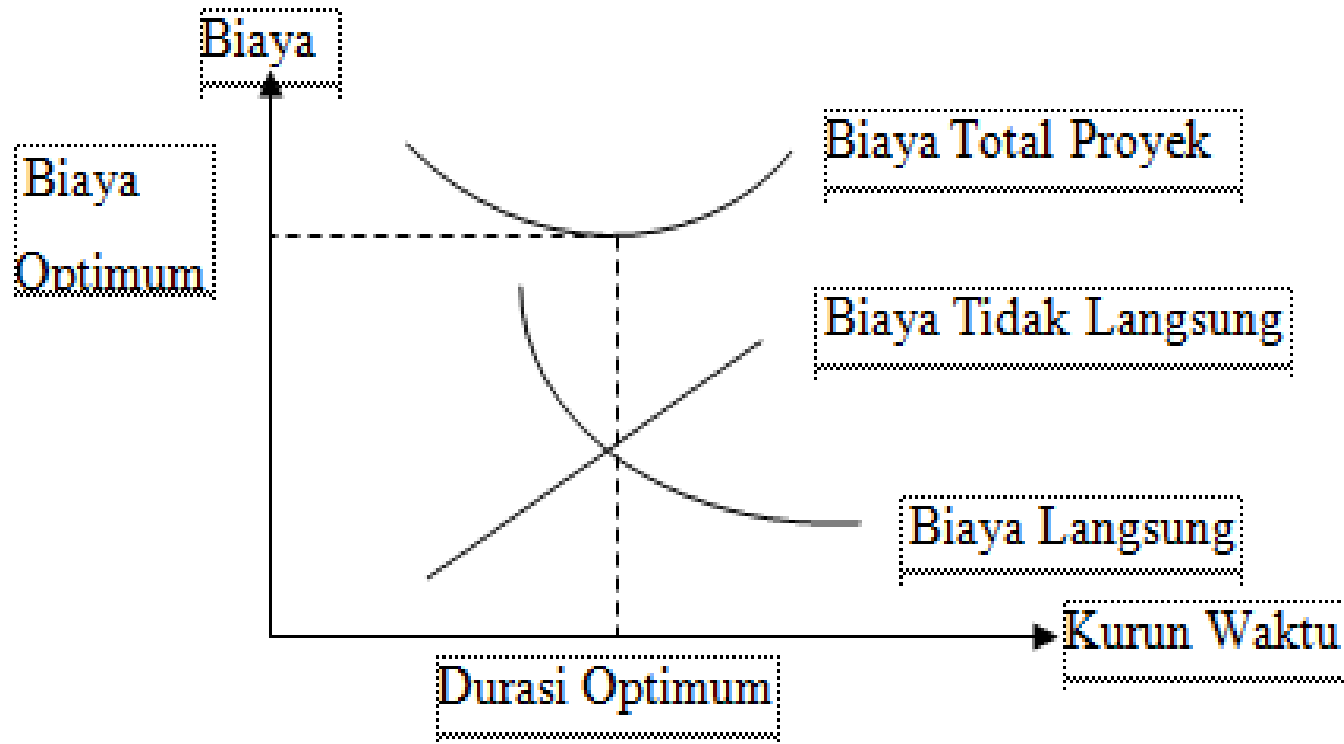 Biaya
Biaya Total Proyek
Biaya
Optimum
Biaya Tidak Langsung
Biaya Langsung
Kurun Waktu
Durasi Optimum